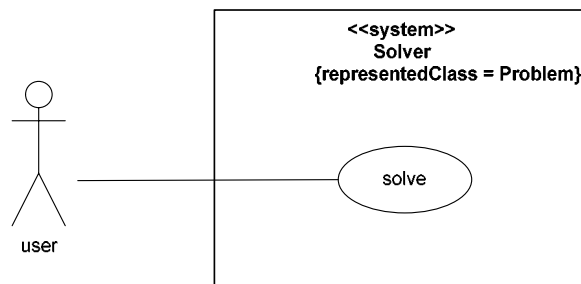 <<system>>
Solver
{representedClass = Problem}
solve
user